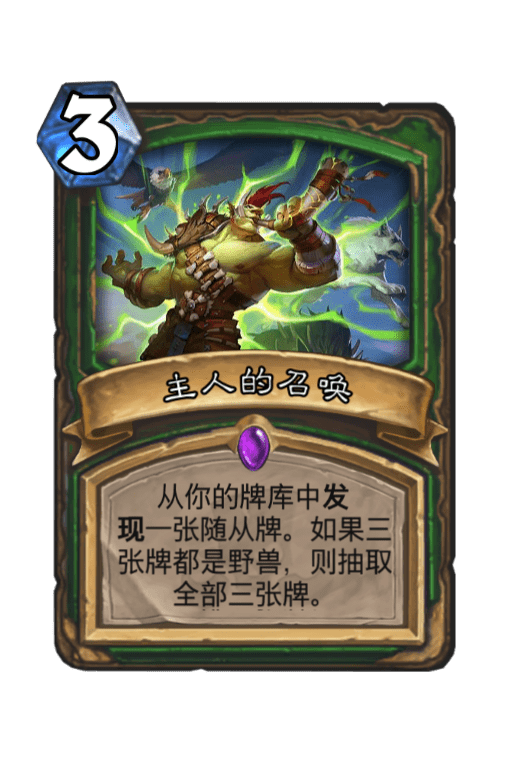 3
主人的召唤
从你的牌库中发
现一张随从牌。如果三
张牌都是野兽，则抽取
全部三张牌。